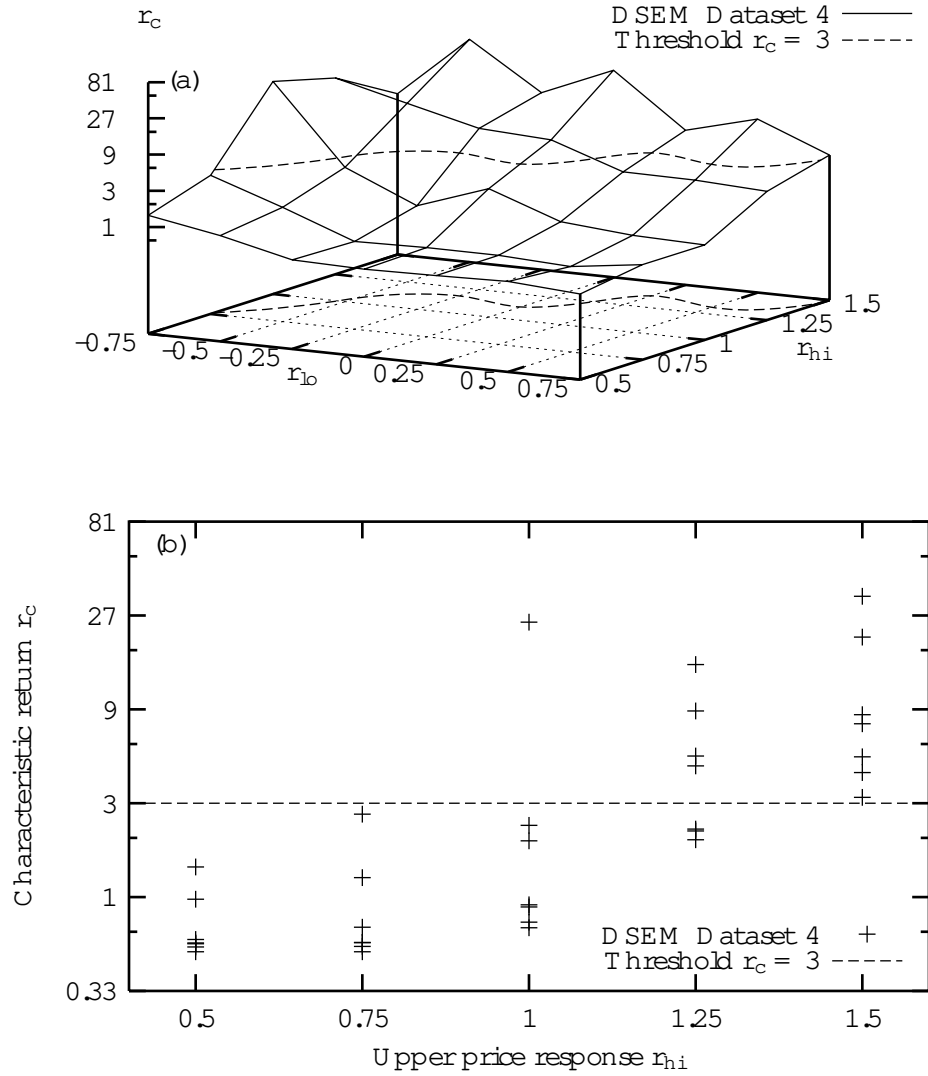 r_c
DSEM Dataset 4
Threshold r_c = 3
(a)
81
27
9
3
1
-0.75
-0.5
-0.25
0
0.25
0.5
0.75
r_lo
0.5
0.75
1
1.25
1.5
r_hi
(b)
81
27
9
3
1
0.33
Characteristic return r_c
DSEM Dataset 4
Threshold r_c = 3
0.5
0.75
1
1.25
1.5
Upper price response r_hi